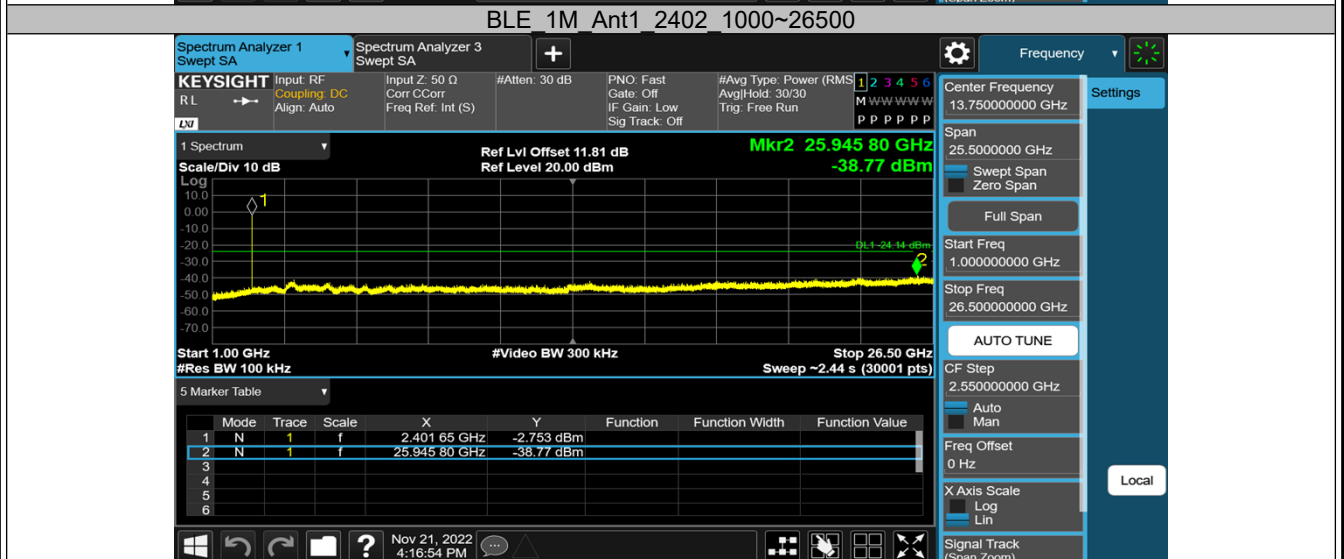 (Span Zoom)
BLE_1M_Ant1_2402_1000~26500
Spectrum Analyzer 1
Swept SA
Spectrum Analyzer 3
Swept SA
+
Frequency
KEYSIGHT
RL
LXI
Input: RF
Coupling: DC
Align: Auto
Input Z: 50 Ω
Corr CCorr
Freq Ref: Int (S)
#Atten: 30 dB
PNO: Fast
Gate: Off
IF Gain: Low
Sig Track: Off
#Avg Type: Power (RMS
Avg|Hold: 30/30
Trig: Free Run
1 2 3 4 5 6
M W W W W W
P P P P P P
1 Spectrum
Scale/Div 10 dB
Ref Lvl Offset 11.81 dB
Ref Level 20.00 dBm
Mkr2 25.945 80 GHz
-38.77 dBm
Log
10.0
0.00
-10.0
-20.0
-30.0
-40.0
-50.0
-60.0
-70.0
1
DL1 -24.14 dBm
2
Start 1.00 GHz
#Res BW 100 kHz
#Video BW 300 kHz
Stop 26.50 GHz
Sweep ~2.44 s (30001 pts)
5 Marker Table
Mode Trace Scale X Y Function Function Width Function Value
1 N 1 f 2.401 65 GHz -2.753 dBm
2 N 1 f 25.945 80 GHz -38.77 dBm
3
4
5
6
Center Frequency
13.750000000 GHz
Settings
Span
25.5000000 GHz
Swept Span
Zero Span
Full Span
Start Freq
1.000000000 GHz
Stop Freq
26.500000000 GHz
AUTO TUNE
CF Step
2.550000000 GHz
Auto
Man
Freq Offset
0 Hz
X Axis Scale
Log
Lin
Local
Signal Track
(Span Zoom)
?
Nov 21, 2022
4:16:54 PM